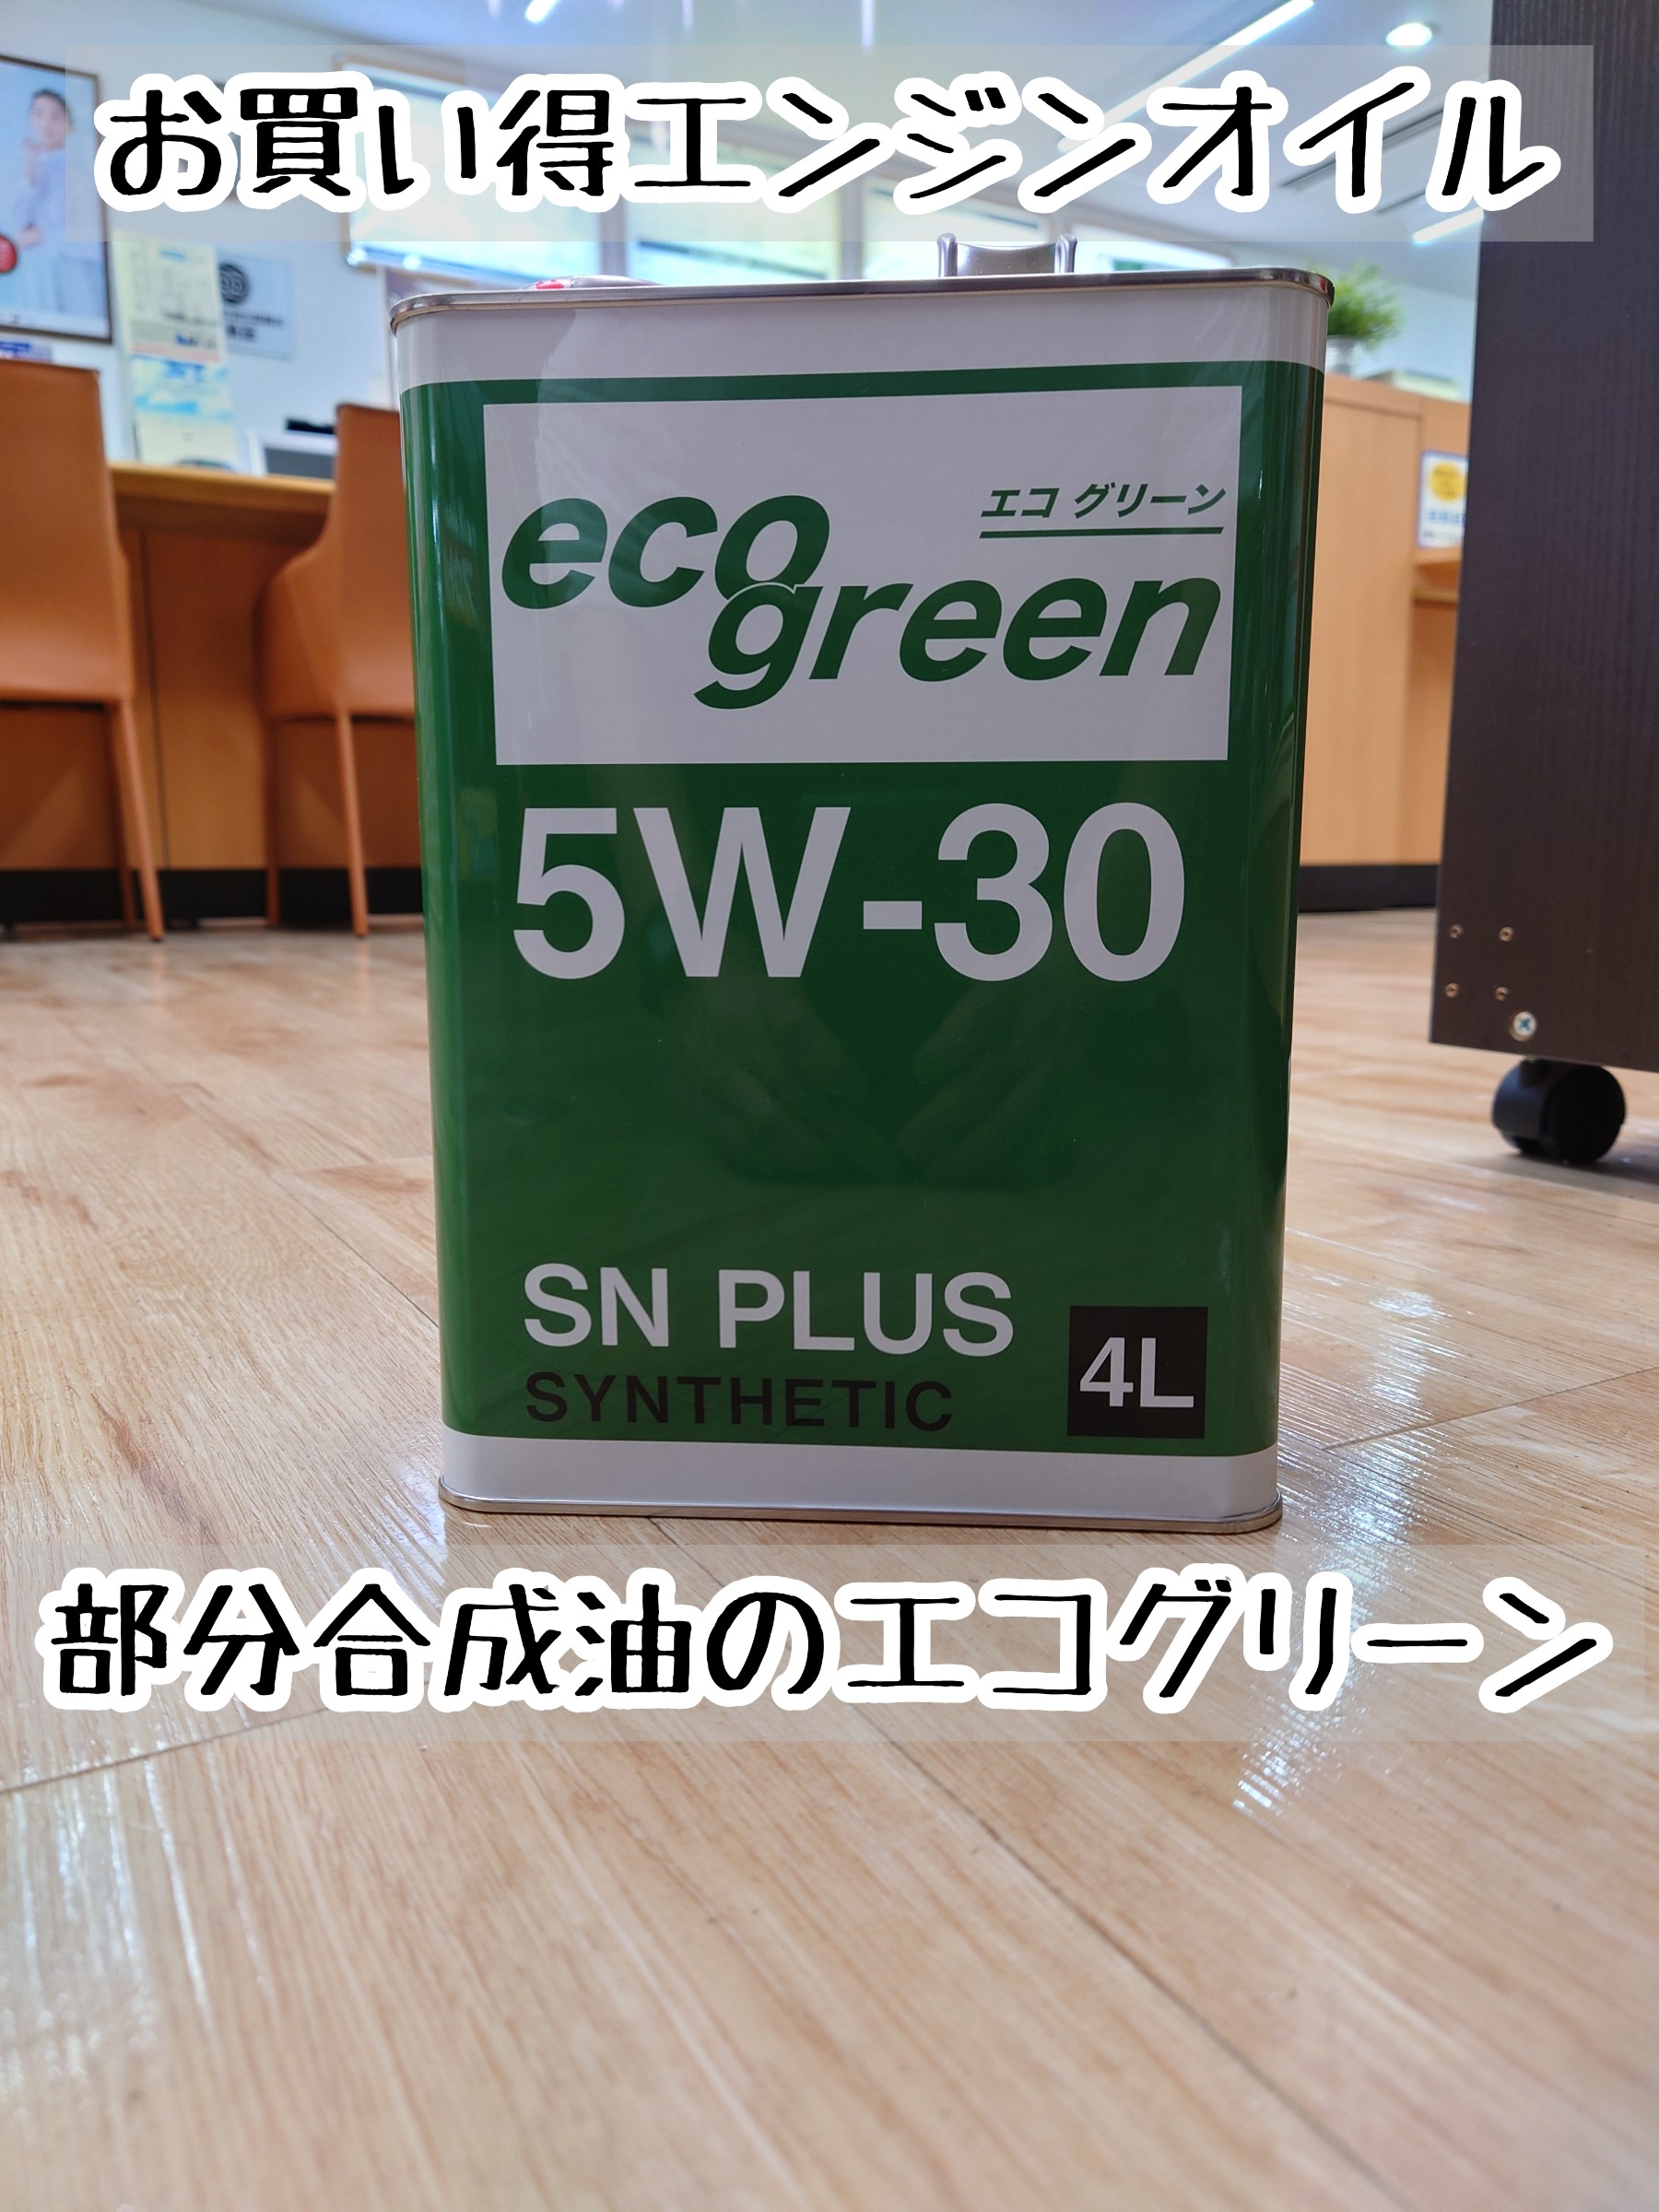 お買い得エンジンオイル
eco
エコ グリーン
green
5W-30
SN PLUS
4L
SYNTHETIC
部分合成油のエコグリーン